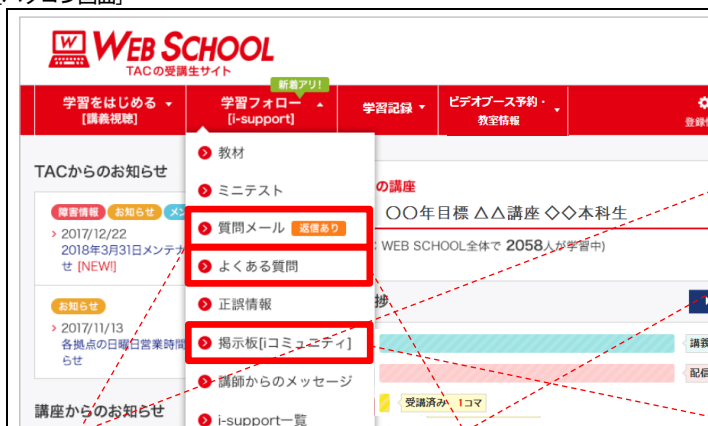 WEB SCHOOL
TACの受講生サイト
新着アリ!
学習をはじめる
[講義視聴]
学習フォロー
[i-support]
学習記録
ビデオブース予約・
教室情報
TACからのお知らせ
障害情報 お知らせ
2017/12/22
2018年3月31日メンテナ
せ [NEW!]
お知らせ
2017/11/13
各拠点の日曜日営業時間
らせ
講座からのお知らせ
教材
ミニテスト
質問メール 返信あり
よくある質問
正誤情報
掲示板[iコミュニティ]
講師からのメッセージ
i-support一覧
の講座
〇〇年目標 △△講座 ◇◇本科生
WEB SCHOOL全体で 2058人が学習中)
捗
講義
配信
受講済み 1コマ